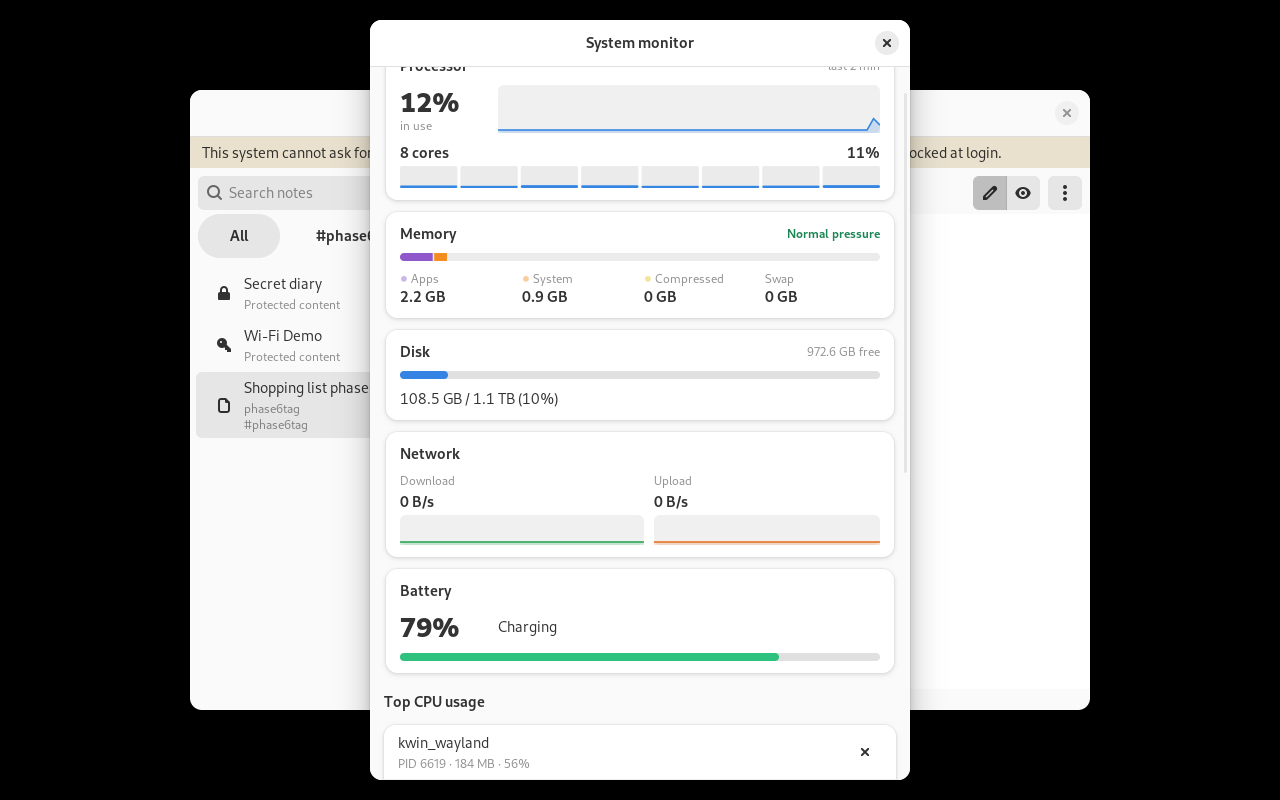 System monitor
Processor
last 2 min
12%
in use
8 cores
11%
This system cannot ask for
ocked at login.
Search notes
All
#phase6
Secret diary
Protected content
Wi-Fi Demo
Protected content
Shopping list phase
phase6tag
#phase6tag
Memory
Normal pressure
Apps
System
Compressed
Swap
2.2 GB
0.9 GB
0 GB
0 GB
Disk
972.6 GB free
108.5 GB / 1.1 TB (10%)
Network
Download
Upload
0 B/s
0 B/s
Battery
79%
Charging
Top CPU usage
kwin_wayland
PID 6619 · 184 MB · 56%